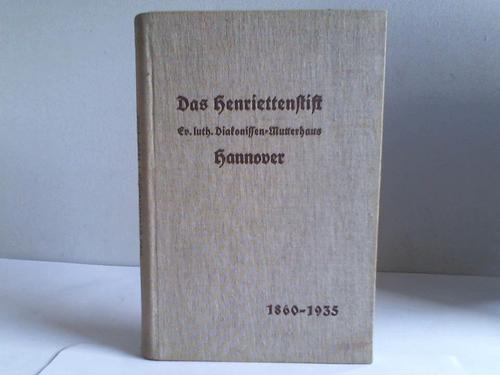 Das Henriettenstift
Ev. luth. Diakonissen-Mutterhaus
Hannover
1860-1935